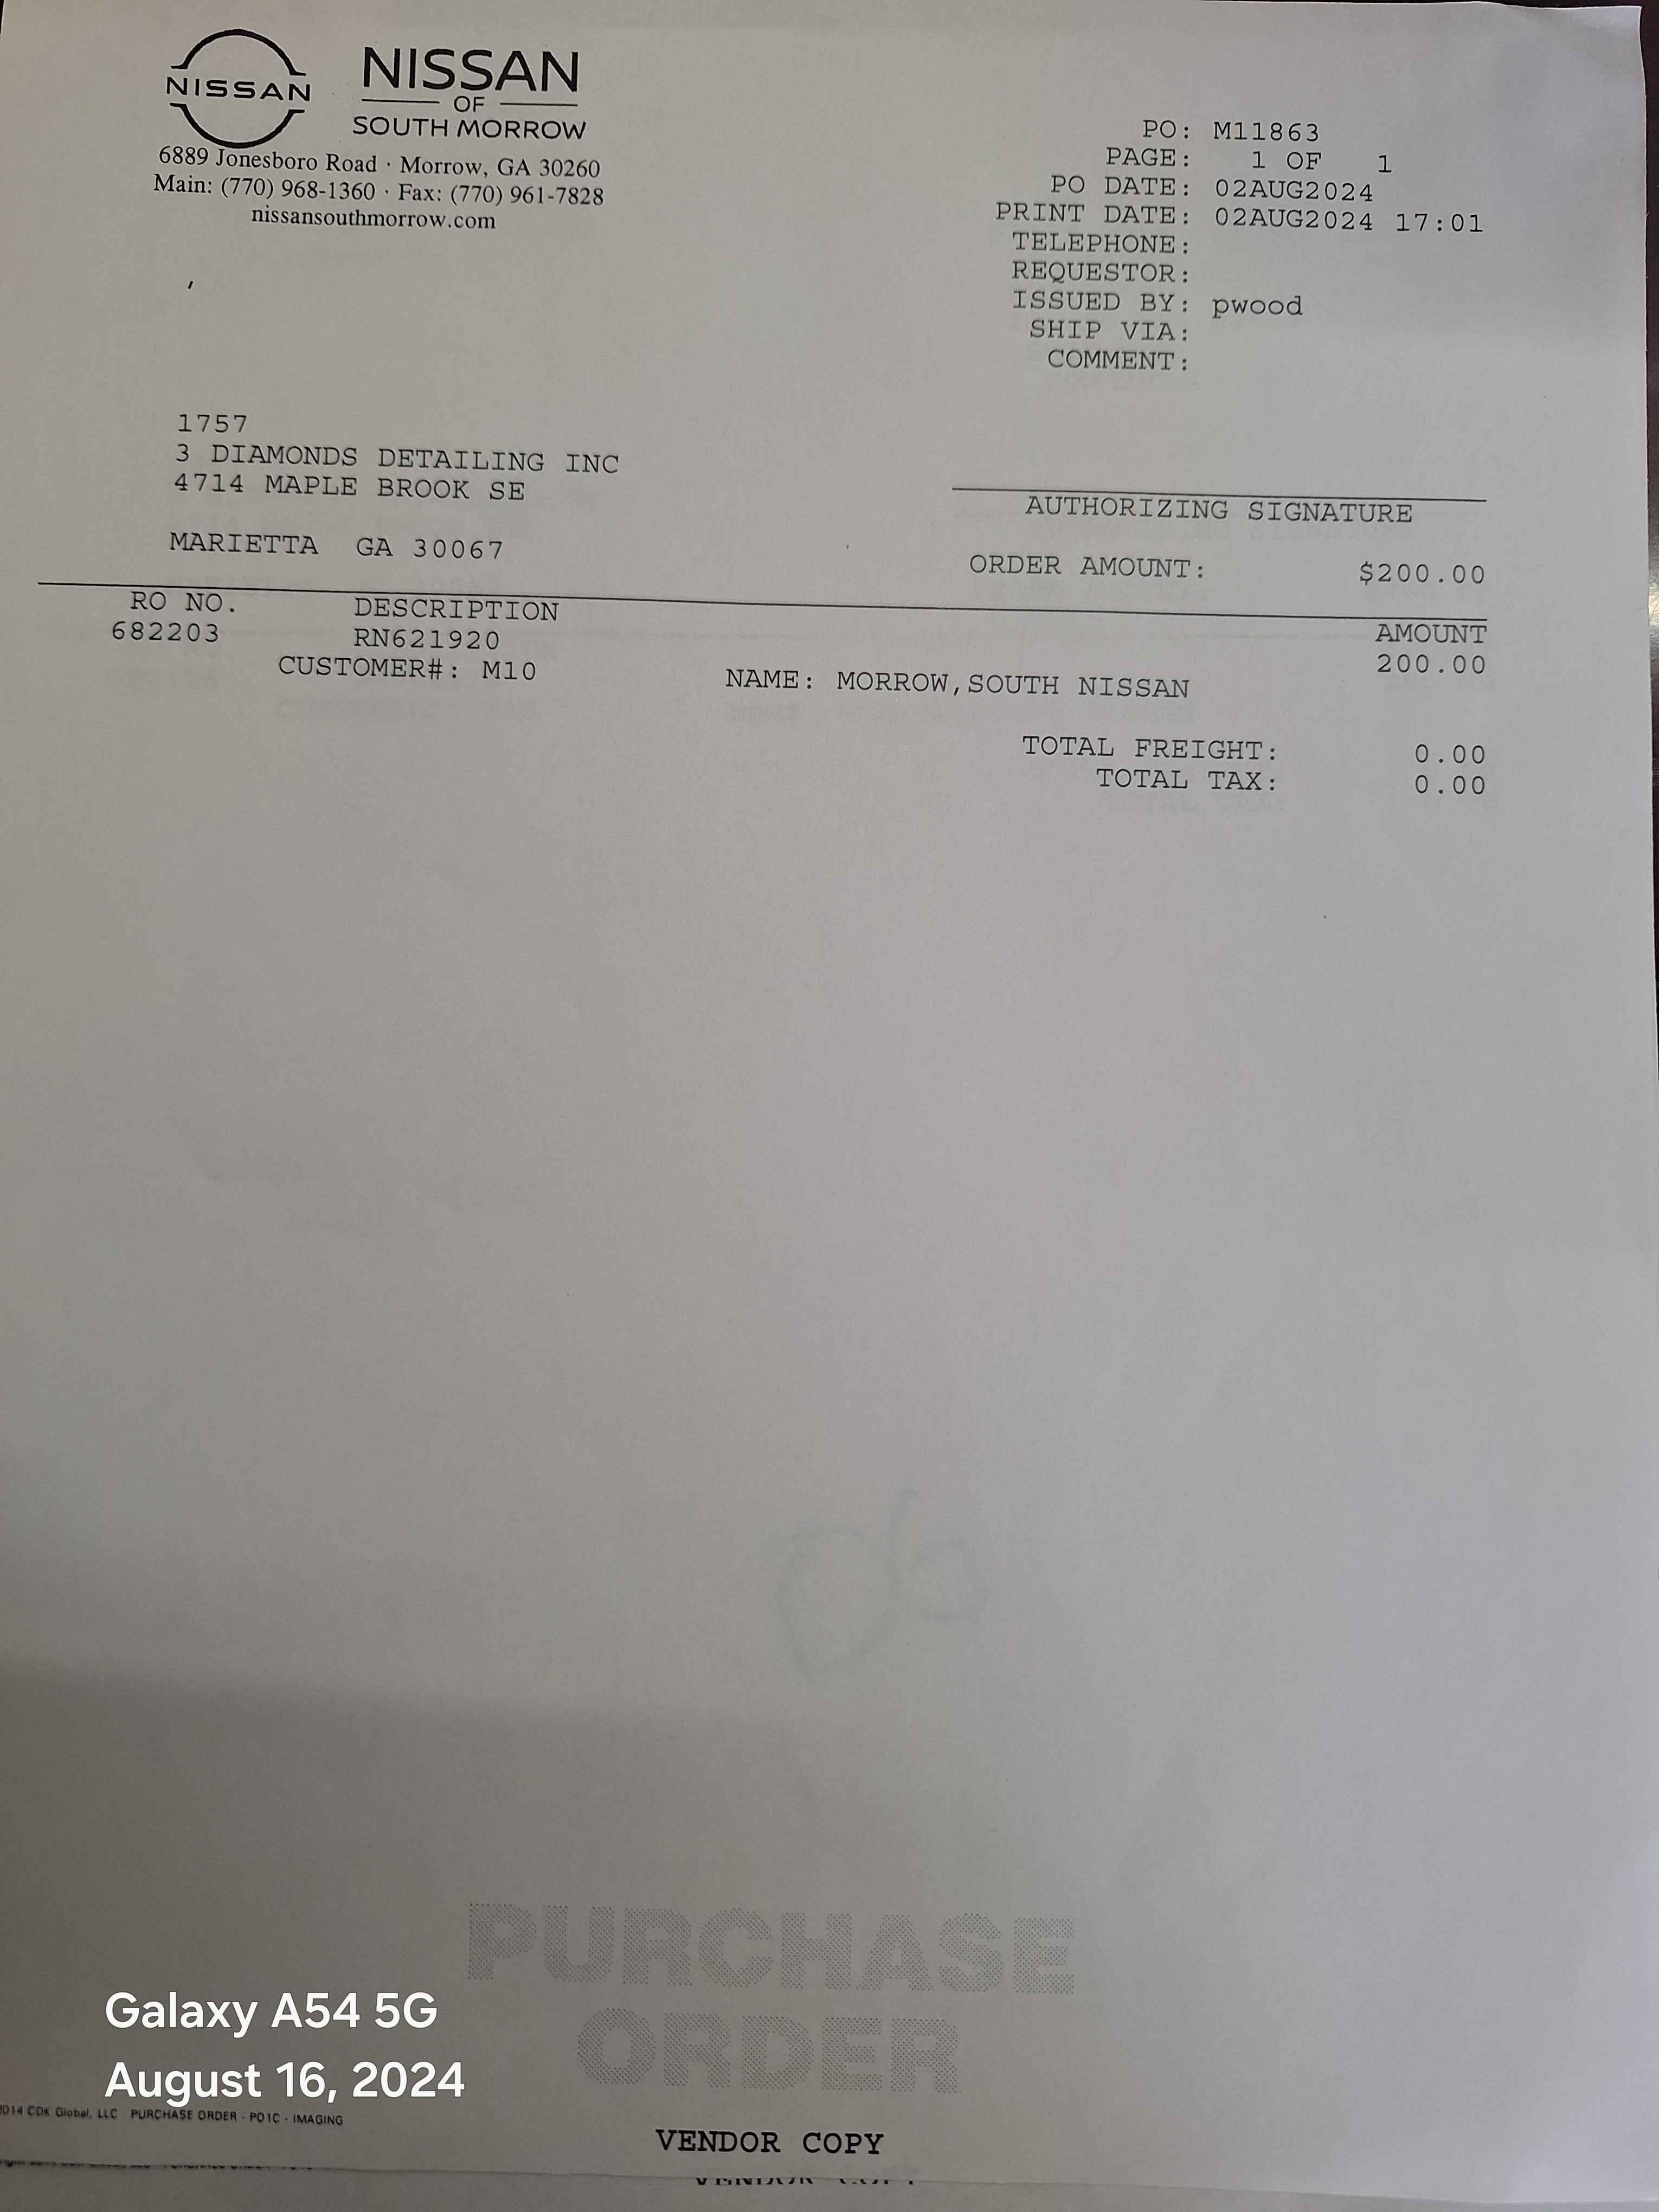 NISSAN
NISSAN
OF
SOUTH MORROW
6889 Jonesboro Road · Morrow, GA 30260
Main: (770) 968-1360 · Fax: (770) 961-7828
nissansouthmorrow.com
PO: M11863
PAGE: 1 OF 1
PO DATE: 02AUG2024
PRINT DATE: 02AUG2024 17:01
TELEPHONE:
REQUESTOR:
ISSUED BY: pwood
SHIP VIA:
COMMENT:
1757
3 DIAMONDS DETAILING INC
4714 MAPLE BROOK SE
MARIETTA GA 30067
AUTHORIZING SIGNATURE
ORDER AMOUNT: $200.00
RO NO. DESCRIPTION AMOUNT
682203 RN621920 200.00
CUSTOMER#: M10 NAME: MORROW,SOUTH NISSAN
TOTAL FREIGHT: 0.00
TOTAL TAX: 0.00
PURCHASE
ORDER
Galaxy A54 5G
August 16, 2024
2014 CDK Global, LLC PURCHASE ORDER - PO1C - IMAGING
VENDOR COPY
VENDOR COPY